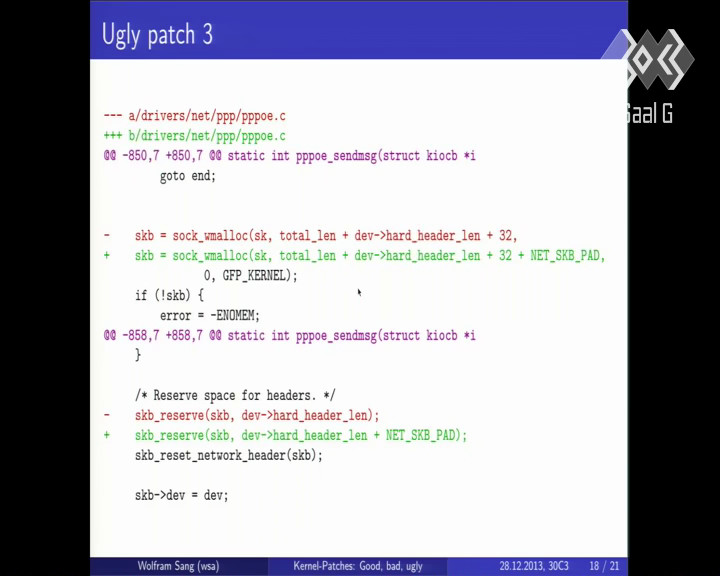 Ugly patch 3
Saal G
--- a/drivers/net/ppp/pppoe.c
+++ b/drivers/net/ppp/pppoe.c
@@ -850,7 +850,7 @@ static int pppoe_sendmsg(struct kiocb *i
goto end;
- skb = sock_wmalloc(sk, total_len + dev->hard_header_len + 32,
+ skb = sock_wmalloc(sk, total_len + dev->hard_header_len + 32 + NET_SKB_PAD,
0, GFP_KERNEL);
if (!skb) {
error = -ENOMEM;
@@ -858,7 +858,7 @@ static int pppoe_sendmsg(struct kiocb *i
}
/* Reserve space for headers. */
- skb_reserve(skb, dev->hard_header_len);
+ skb_reserve(skb, dev->hard_header_len + NET_SKB_PAD);
skb_reset_network_header(skb);
skb->dev = dev;
Wolfram Sang (wsa) Kernel-Patches: Good, bad, ugly 28.12.2013, 30C3 18 / 21